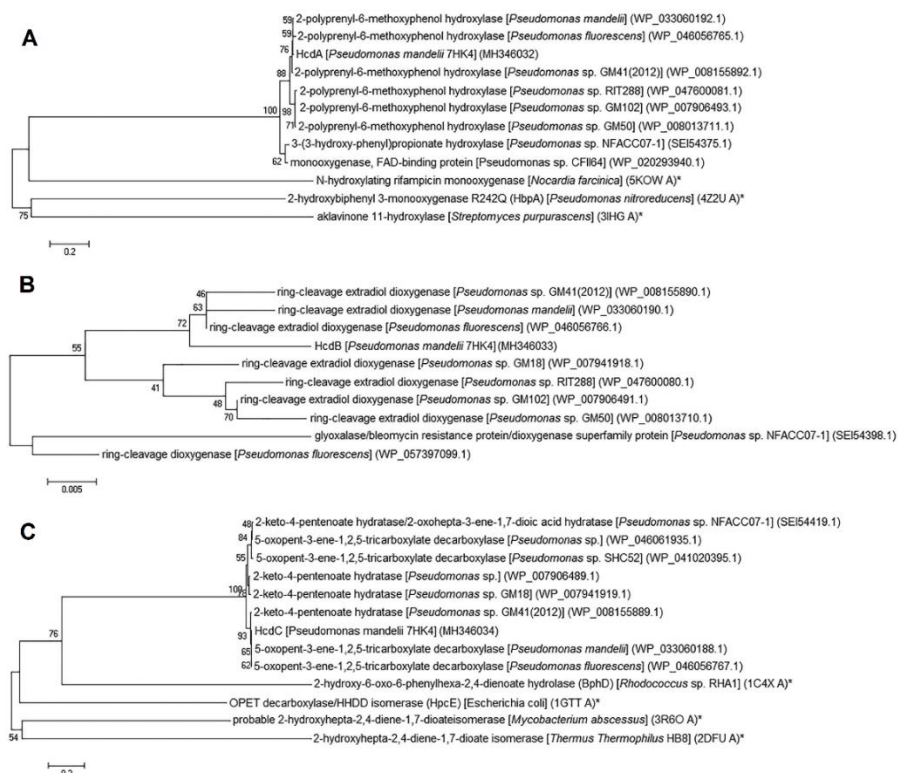 A
59 2-polyprenyl-6-methoxyphenol hydroxylase [Pseudomonas mandelii] (WP_033060192.1)
59 2-polyprenyl-6-methoxyphenol hydroxylase [Pseudomonas fluorescens] (WP_046056765.1)
76 HcdA [Pseudomonas mandelii 7HK4] (MH346032)
88 2-polyprenyl-6-methoxyphenol hydroxylase [Pseudomonas sp. GM41(2012)] (WP_008155892.1)
2-polyprenyl-6-methoxyphenol hydroxylase [Pseudomonas sp. RIT288] (WP_047600081.1)
100 98 2-polyprenyl-6-methoxyphenol hydroxylase [Pseudomonas sp. GM102] (WP_007906493.1)
71 2-polyprenyl-6-methoxyphenol hydroxylase [Pseudomonas sp. GM50] (WP_008013711.1)
3-(3-hydroxy-phenyl)propionate hydroxylase [Pseudomonas sp. NFACC07-1] (SEI54375.1)
62 monooxygenase, FAD-binding protein [Pseudomonas sp. CFII64] (WP_020293940.1)
N-hydroxylating rifampicin monooxygenase [Nocardia farcinica] (5KOW A)*
2-hydroxybiphenyl 3-monooxygenase R242Q (HbpA) [Pseudomonas nitroreducens] (4Z2U A)*
75 aklavinone 11-hydroxylase [Streptomyces purpurascens] (3IHG A)*
0.2
B
46 ring-cleavage extradiol dioxygenase [Pseudomonas sp. GM41(2012)] (WP_008155890.1)
63 ring-cleavage extradiol dioxygenase [Pseudomonas mandelii] (WP_033060190.1)
72 ring-cleavage extradiol dioxygenase [Pseudomonas fluorescens] (WP_046056766.1)
55 HcdB [Pseudomonas mandelii 7HK4] (MH346033)
ring-cleavage extradiol dioxygenase [Pseudomonas sp. GM18] (WP_007941918.1)
41 ring-cleavage extradiol dioxygenase [Pseudomonas sp. RIT288] (WP_047600080.1)
48 ring-cleavage extradiol dioxygenase [Pseudomonas sp. GM102] (WP_007906491.1)
70 ring-cleavage extradiol dioxygenase [Pseudomonas sp. GM50] (WP_008013710.1)
glyoxalase/bleomycin resistance protein/dioxygenase superfamily protein [Pseudomonas sp. NFACC07-1] (SEI54398.1)
ring-cleavage dioxygenase [Pseudomonas fluorescens] (WP_057397099.1)
0.005
C
48 2-keto-4-pentenoate hydratase/2-oxohepta-3-ene-1,7-dioic acid hydratase [Pseudomonas sp. NFACC07-1] (SEI54419.1)
84 5-oxopent-3-ene-1,2,5-tricarboxylate decarboxylase [Pseudomonas sp.] (WP_046061935.1)
55 5-oxopent-3-ene-1,2,5-tricarboxylate decarboxylase [Pseudomonas sp. SHC52] (WP_041020395.1)
2-keto-4-pentenoate hydratase [Pseudomonas sp.] (WP_007906489.1)
100 2-keto-4-pentenoate hydratase [Pseudomonas sp. GM18] (WP_007941919.1)
2-keto-4-pentenoate hydratase [Pseudomonas sp. GM41(2012)] (WP_008155889.1)
76 93 HcdC [Pseudomonas mandelii 7HK4] (MH346034)
65 5-oxopent-3-ene-1,2,5-tricarboxylate decarboxylase [Pseudomonas mandelii] (WP_033060188.1)
62 5-oxopent-3-ene-1,2,5-tricarboxylate decarboxylase [Pseudomonas fluorescens] (WP_046056767.1)
2-hydroxy-6-oxo-6-phenylhexa-2,4-dienoate hydrolase (BphD) [Rhodococcus sp. RHA1] (1C4X A)*
OPET decarboxylase/HHDD isomerase (HpcE) [Escherichia coli] (1GTT A)*
probable 2-hydroxyhepta-2,4-diene-1,7-dioateisomerase [Mycobacterium abscessus] (3R6O A)*
54 2-hydroxyhepta-2,4-diene-1,7-dioate isomerase [Thermus Thermophilus HB8] (2DFU A)*
0.2